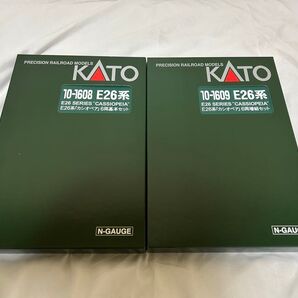 PRECISION RAILROAD MODELS
KATO
10-1608 E26系
E26 SERIES "CASSIOPEIA"
E26系「カシオペア」6両基本セット
N-GAUGE
PRECISION RAILROAD MODELS
KATO
10-1609 E26系
E26 SERIES "CASSIOPEIA"
E26系「カシオペア」6両増結セット
N-GAUGE